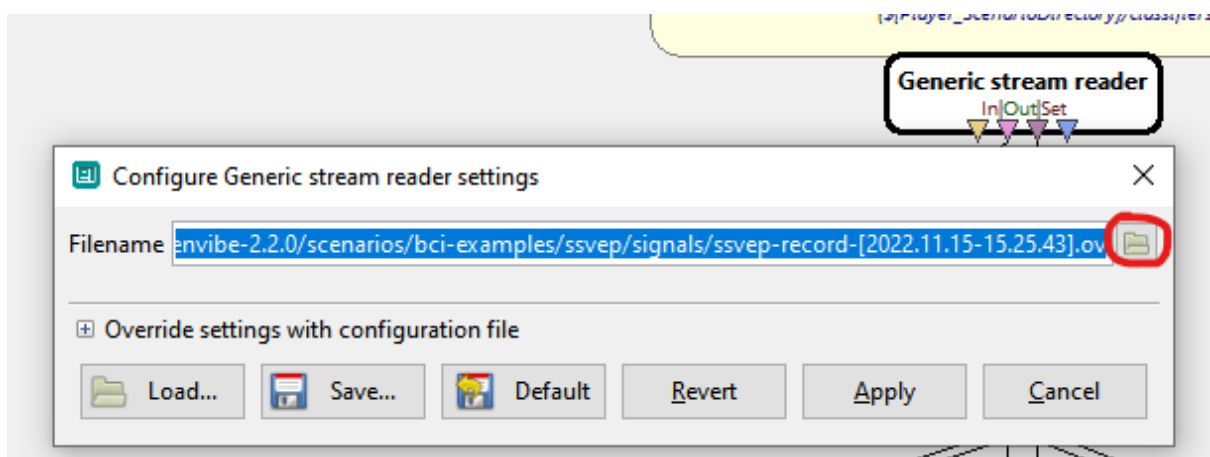 (${Player_ScenarioDirectory}/classifiers
Generic stream reader
In|Out|Set
Configure Generic stream reader settings
Filename envibe-2.2.0/scenarios/bci-examples/ssvep/signals/ssvep-record-[2022.11.15-15.25.43].ov
Override settings with configuration file
Load... Save... Default Revert Apply Cancel